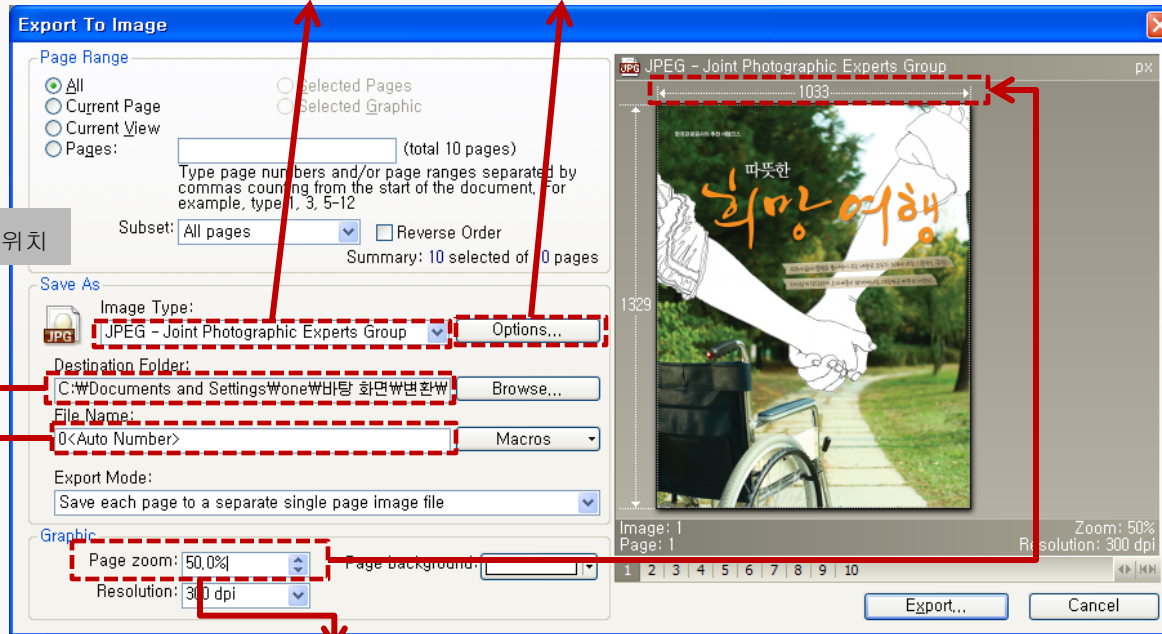 Export To Image
Page Range
All
Selected Pages
Current Page
Selected Graphic
Current View
Pages:
(total 10 pages)
Type page numbers and/or page ranges separated by
commas counting from the start of the document. For
example, type 1, 3, 5-12
Subset: All pages
Reverse Order
Summary: 10 selected of 10 pages
위치
Save As
Image Type:
JPG
JPEG - Joint Photographic Experts Group
Options...
Destination Folder:
C:₩Documents and Settings₩one₩바탕 화면₩변환₩
Browse...
File Name:
0<Auto Number>
Macros
Export Mode:
Save each page to a separate single page image file
Graphic
Page zoom: 50.0%
Page background:
Resolution: 300 dpi
JPG JPEG - Joint Photographic Experts Group px
1033
1329
따뜻한
희망 여행
Image: 1
Zoom: 50%
Page: 1
Resolution: 300 dpi
1 2 3 4 5 6 7 8 9 10
Export...
Cancel